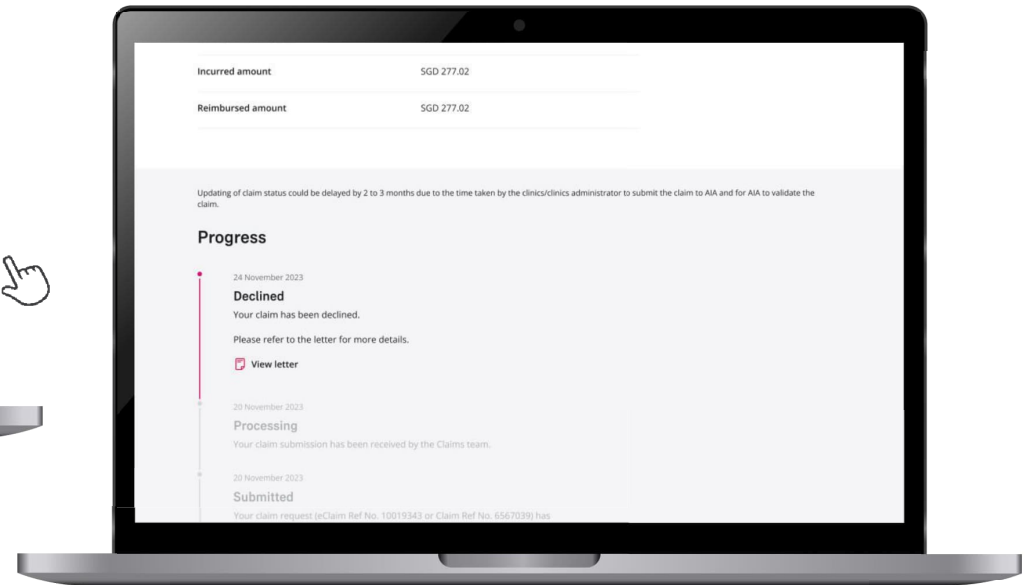 Incurred amount SGD 277.02
Reimbursed amount SGD 277.02
Updating of claim status could be delayed by 2 to 3 months due to the time taken by the clinics/clinics administrator to submit the claim to AIA and for AIA to validate the
claim.
Progress
24 November 2023
Declined
Your claim has been declined.
Please refer to the letter for more details.
View letter
20 November 2023
Processing
Your claim submission has been received by the Claims team.
20 November 2023
Submitted
Your claim request (eClaim Ref No. 10019343 or Claim Ref No. 6567039) has